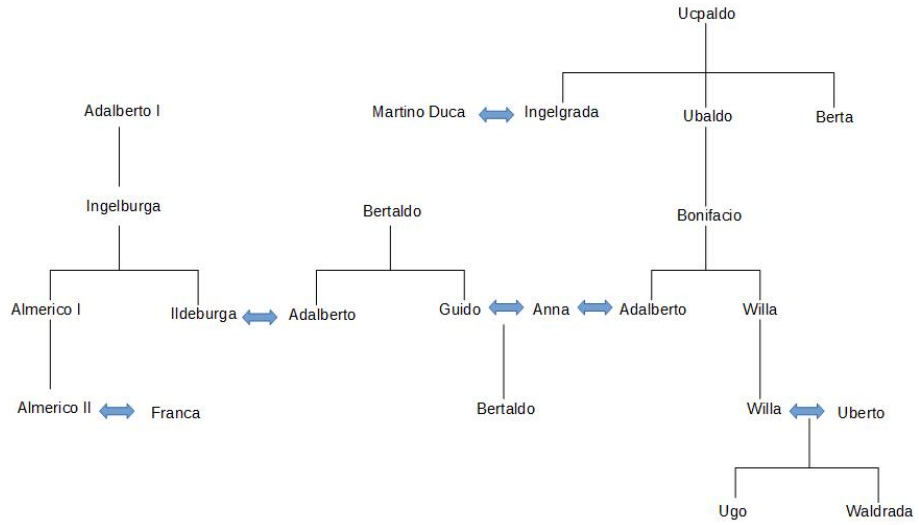 Ucpaldo
Adalberto I
Martino Duca
Ingelgrada
Ubaldo
Berta
Ingelburga
Bertaldo
Bonifacio
Almerico I
Ildeburga
Adalberto
Guido
Anna
Adalberto
Willa
Almerico II
Franca
Bertaldo
Willa
Uberto
Ugo
Waldrada